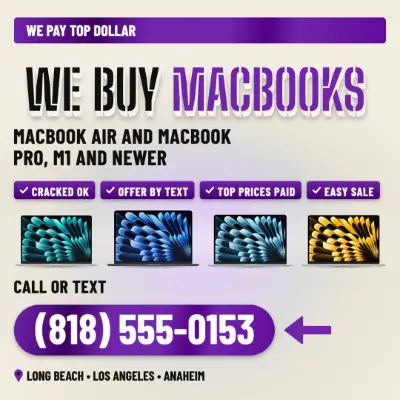 WE PAY TOP DOLLAR
WE BUY MACBOOKS
MACBOOK AIR AND MACBOOK
PRO, M1 AND NEWER
CRACKED OK
OFFER BY TEXT
TOP PRICES PAID
EASY SALE
CALL OR TEXT
(818) 555-0153
LONG BEACH • LOS ANGELES • ANAHEIM